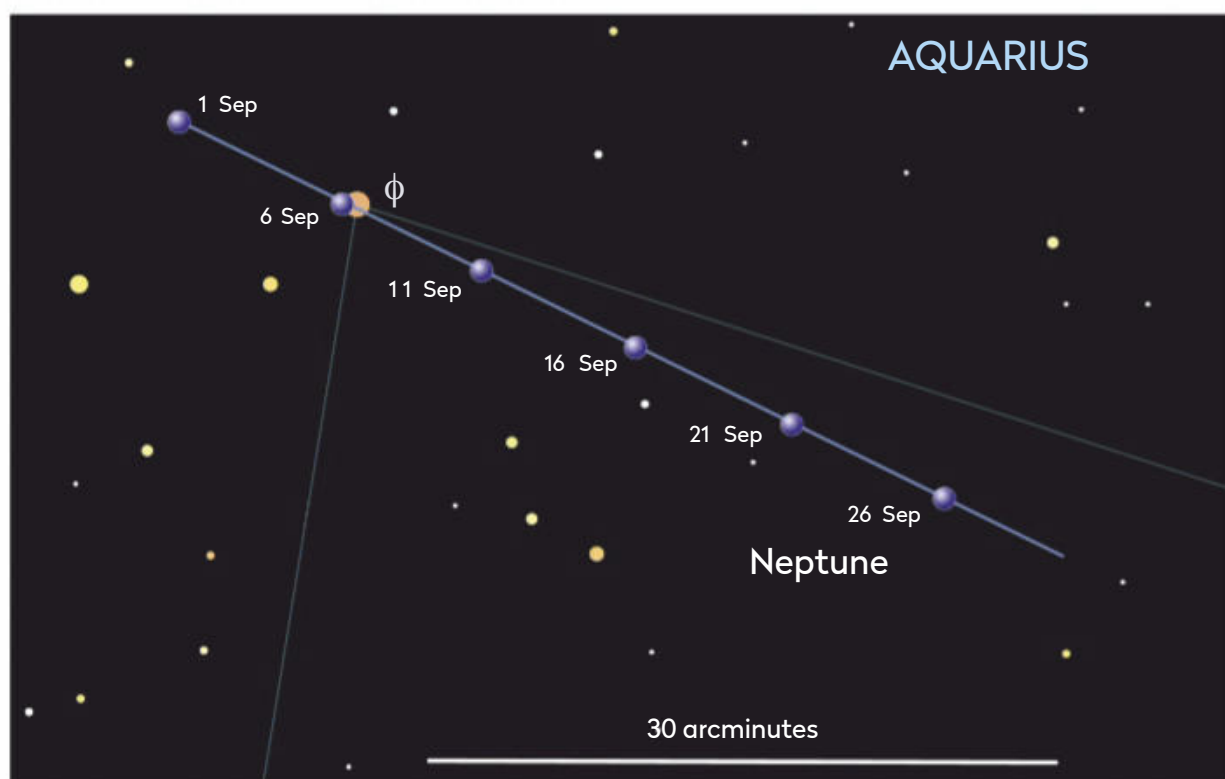 AQUARIUS
1 Sep
ϕ
6 Sep
11 Sep
16 Sep
21 Sep
26 Sep
Neptune
30 arcminutes